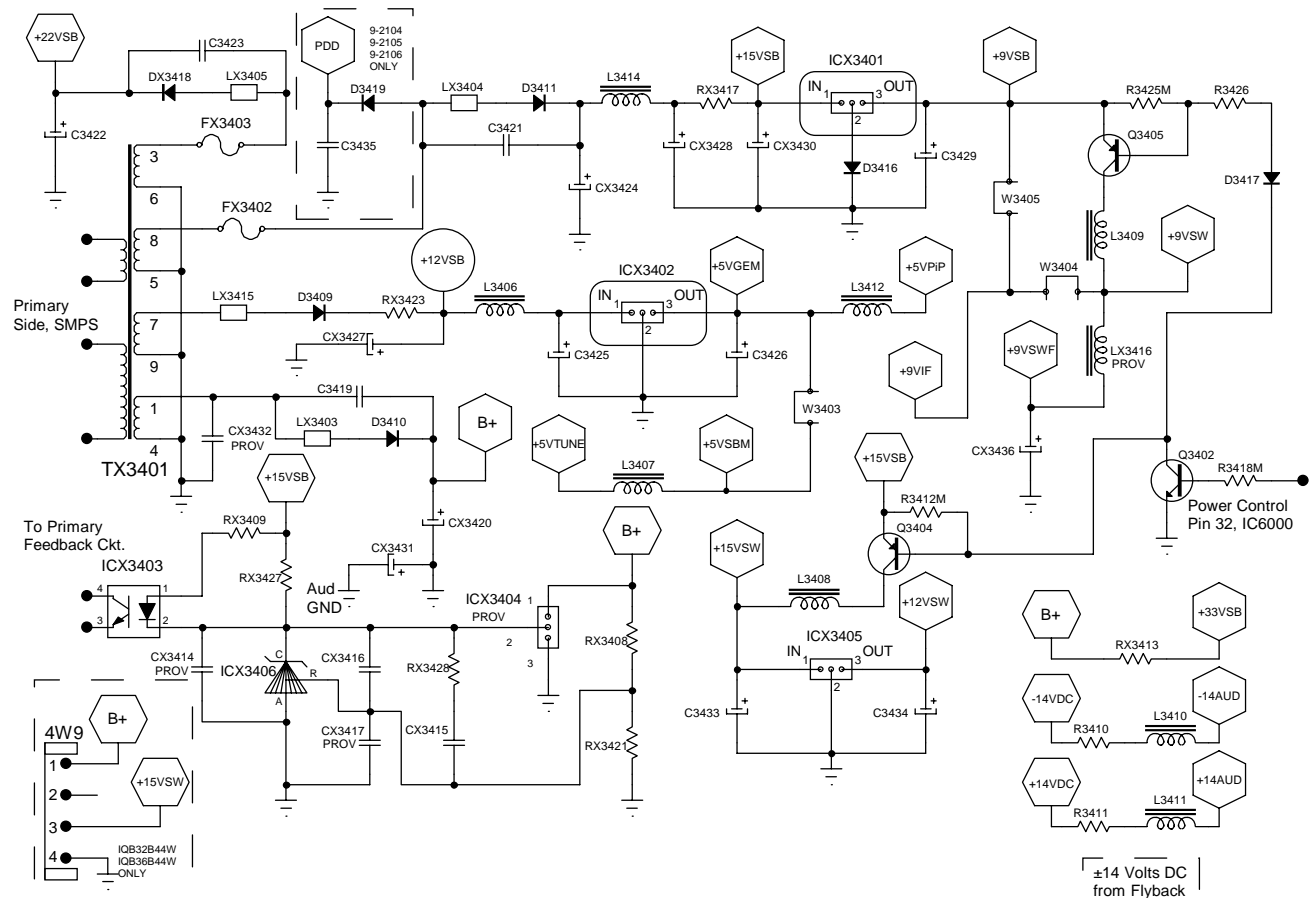 +22VSB
C3423
DX3418
LX3405
C3422
FX3403
PDD
9-2104
9-2105
9-2106
ONLY
D3419
C3435
LX3404
D3411
C3421
CX3424
L3414
RX3417
+15VSB
CX3428
CX3430
ICX3401
IN
1
3
OUT
2
D3416
C3429
+9VSB
R3425M
R3426
Q3405
D3417
W3405
L3409
+9VSW
W3404
LX3416
PROV
+9VSWF
+9VIF
CX3436
3
6
FX3402
8
5
7
9
1
4
TX3401
Primary
Side, SMPS
LX3415
D3409
RX3423
+12VSB
CX3427
L3406
ICX3402
IN
1
3
OUT
2
C3425
C3426
+5VGEM
L3412
+5VPiP
W3403
+5VTUNE
L3407
+5VSBM
C3419
CX3432
PROV
LX3403
D3410
B+
CX3420
CX3431
Aud
GND
+15VSB
RX3409
RX3427
To Primary
Feedback Ckt.
ICX3403
4
3
1
2
CX3414
PROV
ICX3406
C
R
A
CX3416
CX3417
PROV
RX3428
CX3415
ICX3404
PROV
1
2
3
B+
RX3408
RX3421
+15VSB
R3412M
Q3404
+15VSW
L3408
+12VSW
ICX3405
IN
1
3
OUT
2
C3433
C3434
Q3402
R3418M
Power Control
Pin 32, IC6000
B+
RX3413
+33VSB
-14VDC
R3410
L3410
-14AUD
+14VDC
R3411
L3411
+14AUD
±14 Volts DC
from Flyback
4W9
B+
1
2
+15VSW
3
4
IQB32B44W
IQB36B44W
ONLY